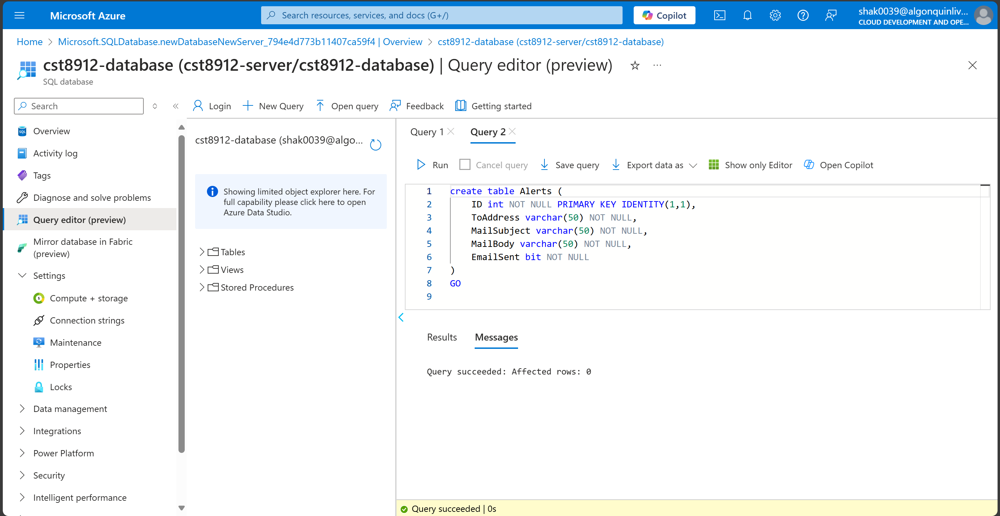 Microsoft Azure
Search resources, services, and docs (G+/)
Copilot
shak0039@algonquinliv...
CLOUD DEVELOPMENT AND OPE...
Home > Microsoft.SQLDatabase.newDatabaseNewServer_794e4d773b11407ca59f4 | Overview > cst8912-database (cst8912-server/cst8912-database)
cst8912-database (cst8912-server/cst8912-database) | Query editor (preview)
SQL database
Search
Login
New Query
Open query
Feedback
Getting started
Overview
Activity log
Tags
Diagnose and solve problems
Query editor (preview)
Mirror database in Fabric
(preview)
Settings
Compute + storage
Connection strings
Maintenance
Properties
Locks
Data management
Integrations
Power Platform
Security
Intelligent performance
cst8912-database (shak0039@algo...
Showing limited object explorer here. For
full capability please click here to open
Azure Data Studio.
Tables
Views
Stored Procedures
Query 1
Query 2
Run
Cancel query
Save query
Export data as
Show only Editor
Open Copilot
1 create table Alerts (
2 ID int NOT NULL PRIMARY KEY IDENTITY(1,1),
3 ToAddress varchar(50) NOT NULL,
4 MailSubject varchar(50) NOT NULL,
5 MailBody varchar(50) NOT NULL,
6 EmailSent bit NOT NULL
7 )
8 GO
9
Results
Messages
Query succeeded: Affected rows: 0
Query succeeded | 0s